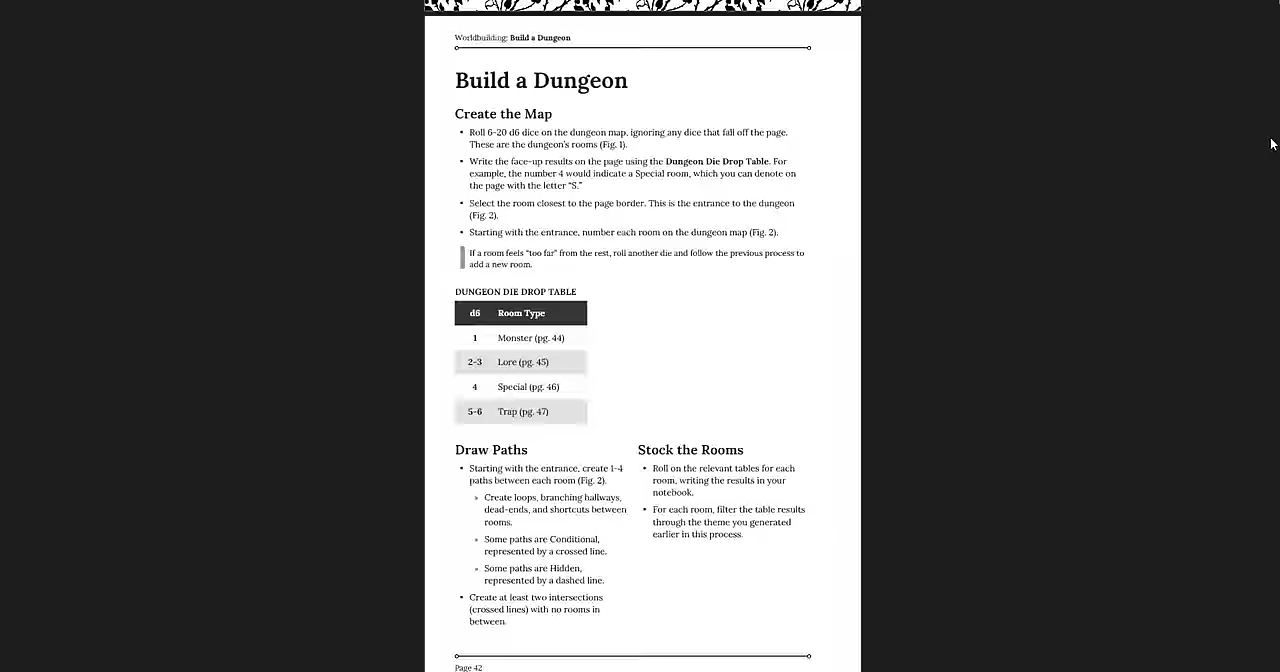 Worldbuilding: Build a Dungeon
Build a Dungeon
Create the Map
• Roll 6-20 d6 dice on the dungeon map, ignoring any dice that fall off the page.
These are the dungeon's rooms (Fig. 1).
• Write the face-up results on the page using the Dungeon Die Drop Table. For
example, the number 4 would indicate a Special room, which you can denote on
the page with the letter “S.”
• Select the room closest to the page border. This is the entrance to the dungeon
(Fig. 2).
• Starting with the entrance, number each room on the dungeon map (Fig. 2).
If a room feels “too far” from the rest, roll another die and follow the previous process to
add a new room.
DUNGEON DIE DROP TABLE
d6 Room Type
1 Monster (pg. 44)
2-3 Lore (pg. 45)
4 Special (pg. 46)
5-6 Trap (pg. 47)
Draw Paths
• Starting with the entrance, create 1-4
paths between each room (Fig. 2).
» Create loops, branching hallways,
dead-ends, and shortcuts between
rooms.
» Some paths are Conditional,
represented by a crossed line.
» Some paths are Hidden,
represented by a dashed line.
• Create at least two intersections
(crossed lines) with no rooms in
between.
Stock the Rooms
• Roll on the relevant tables for each
room, writing the results in your
notebook.
• For each room, filter the table results
through the theme you generated
earlier in this process.
Page 42